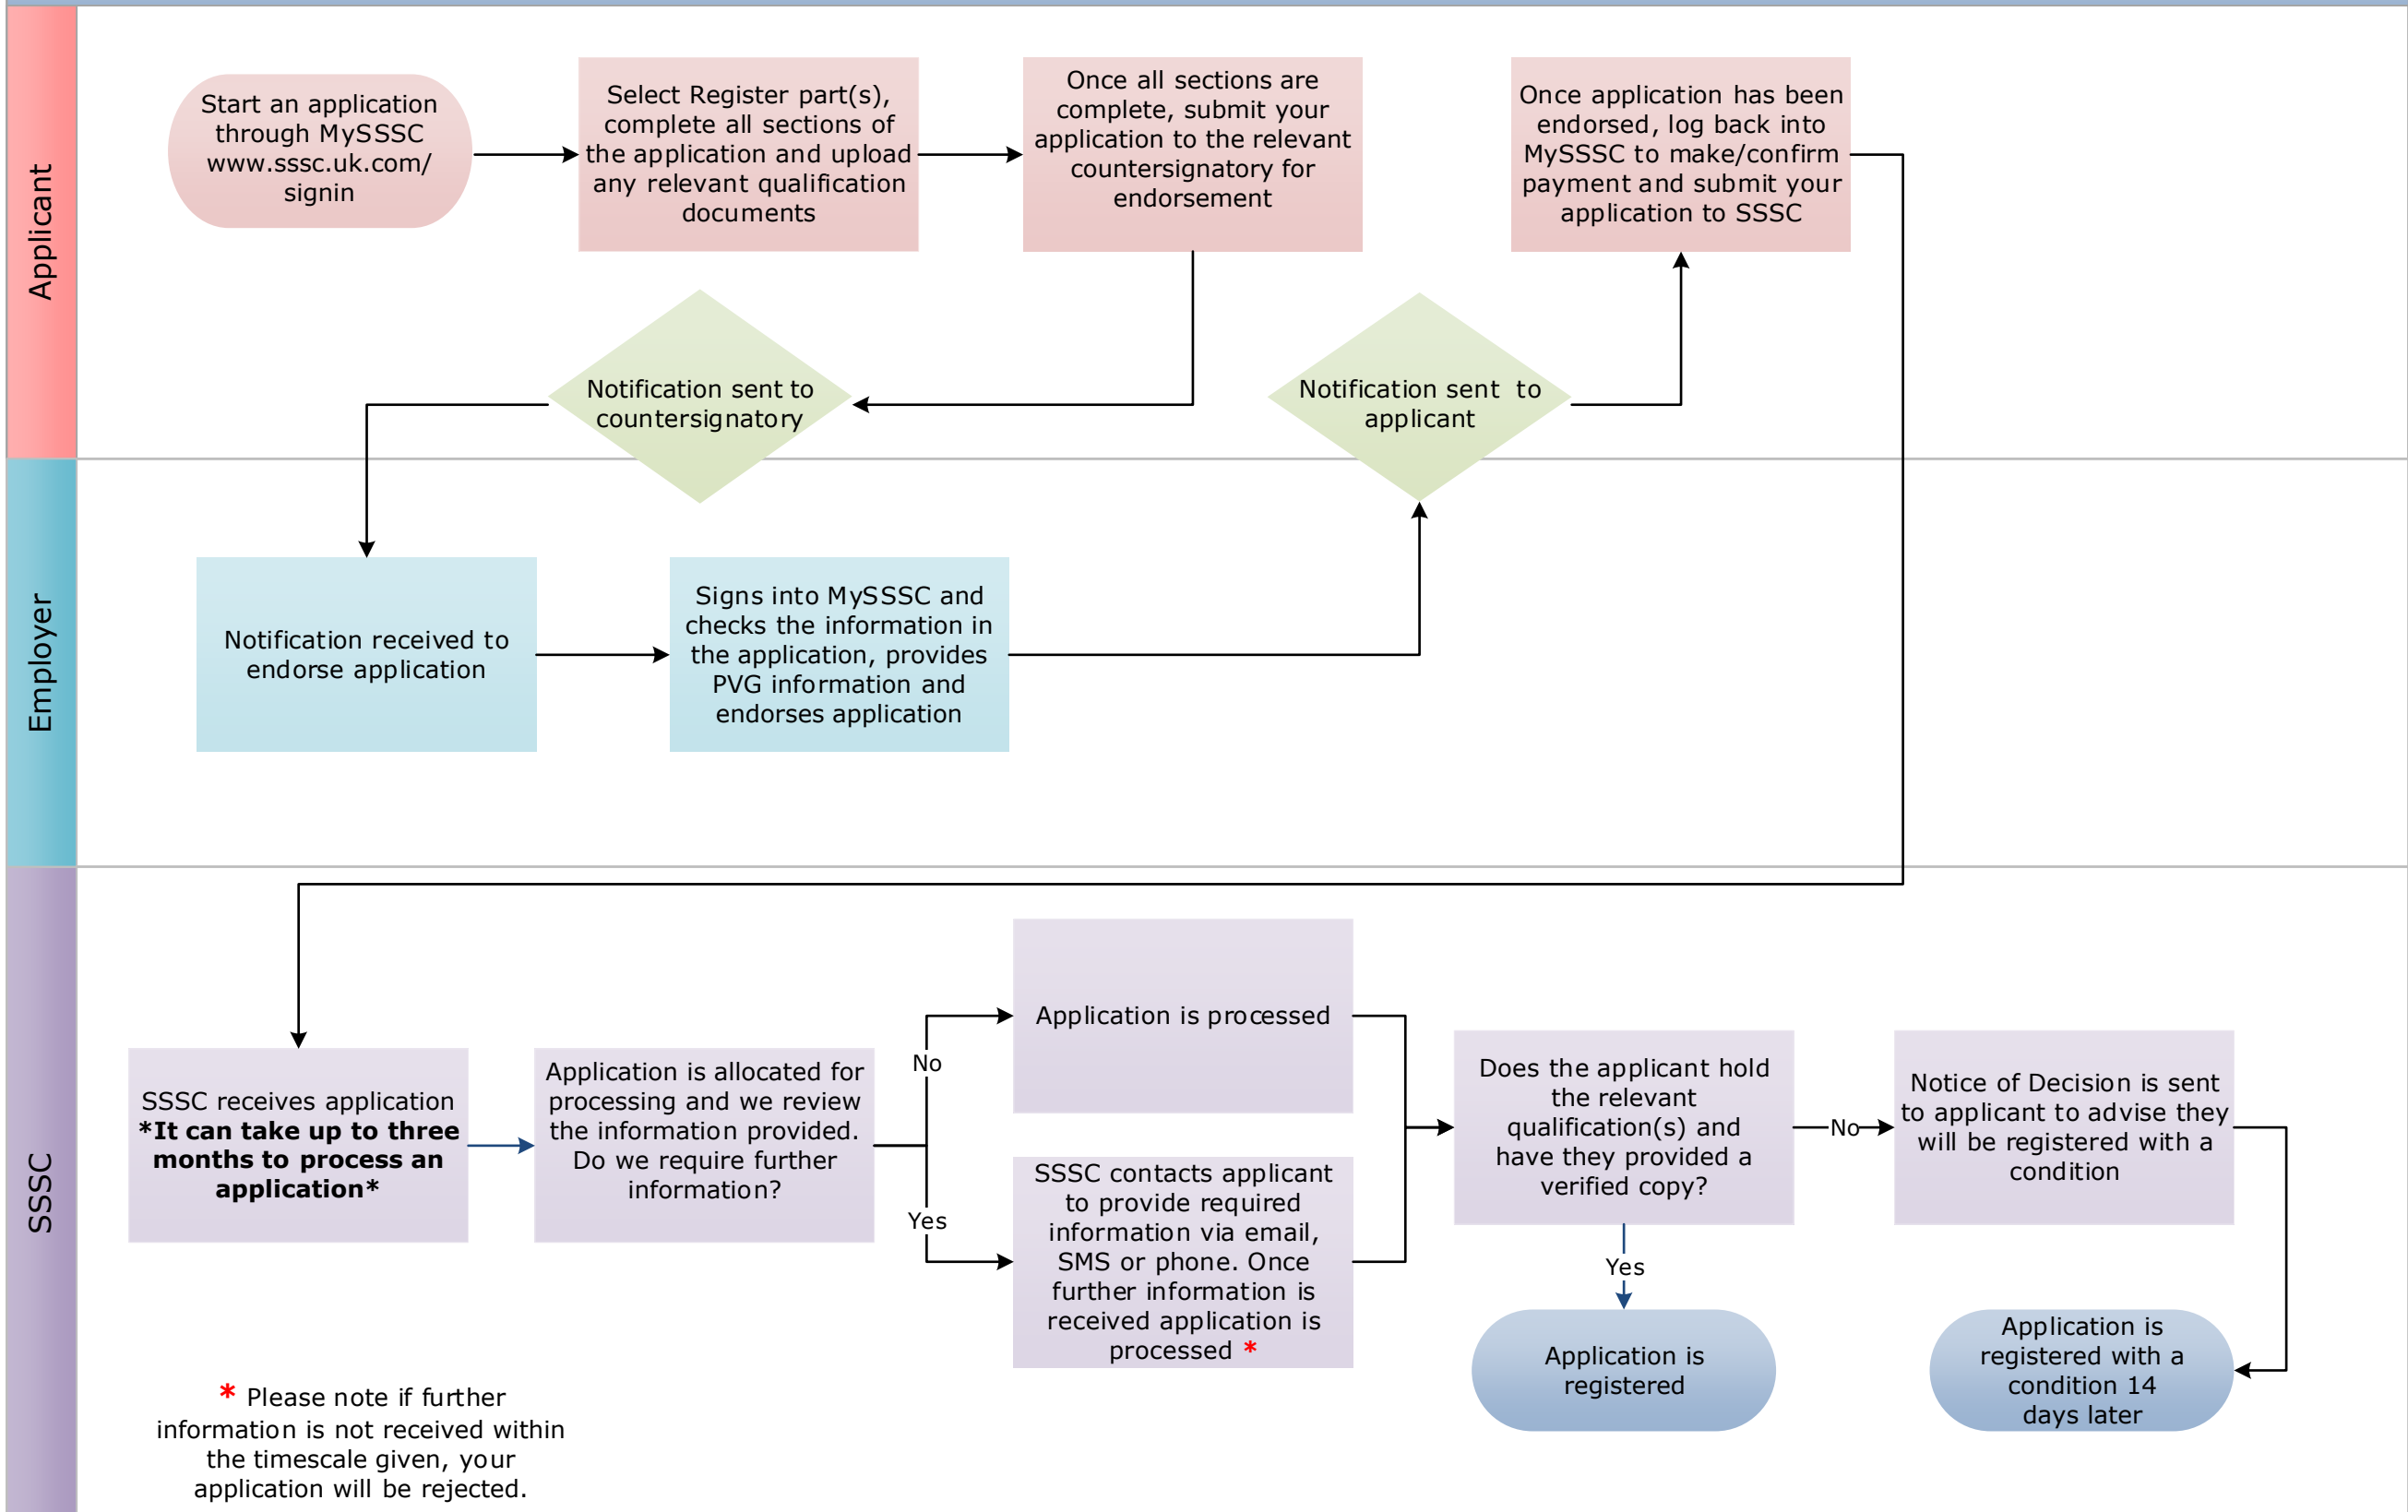 Applicant
Start an application
through MySSSC
www.sssc.uk.com/
signin
Select Register part(s),
complete all sections of
the application and upload
any relevant qualification
documents
Once all sections are
complete, submit your
application to the relevant
countersignatory for
endorsement
Once application has been
endorsed, log back into
MySSSC to make/confirm
payment and submit your
application to SSSC
Notification sent to
countersignatory
Notification sent to
applicant
Employer
Notification received to
endorse application
Signs into MySSSC and
checks the information in
the application, provides
PVG information and
endorses application
SSSC
SSSC receives application
*It can take up to three
months to process an
application*
Application is allocated for
processing and we review
the information provided.
Do we require further
information?
No
Application is processed
Yes
SSSC contacts applicant
to provide required
information via email,
SMS or phone. Once
further information is
received application is
processed *
Does the applicant hold
the relevant
qualification(s) and
have they provided a
verified copy?
No
Notice of Decision is sent
to applicant to advise they
will be registered with a
condition
Yes
Application is
registered
Application is
registered with a
condition 14
days later
* Please note if further
information is not received within
the timescale given, your
application will be rejected.